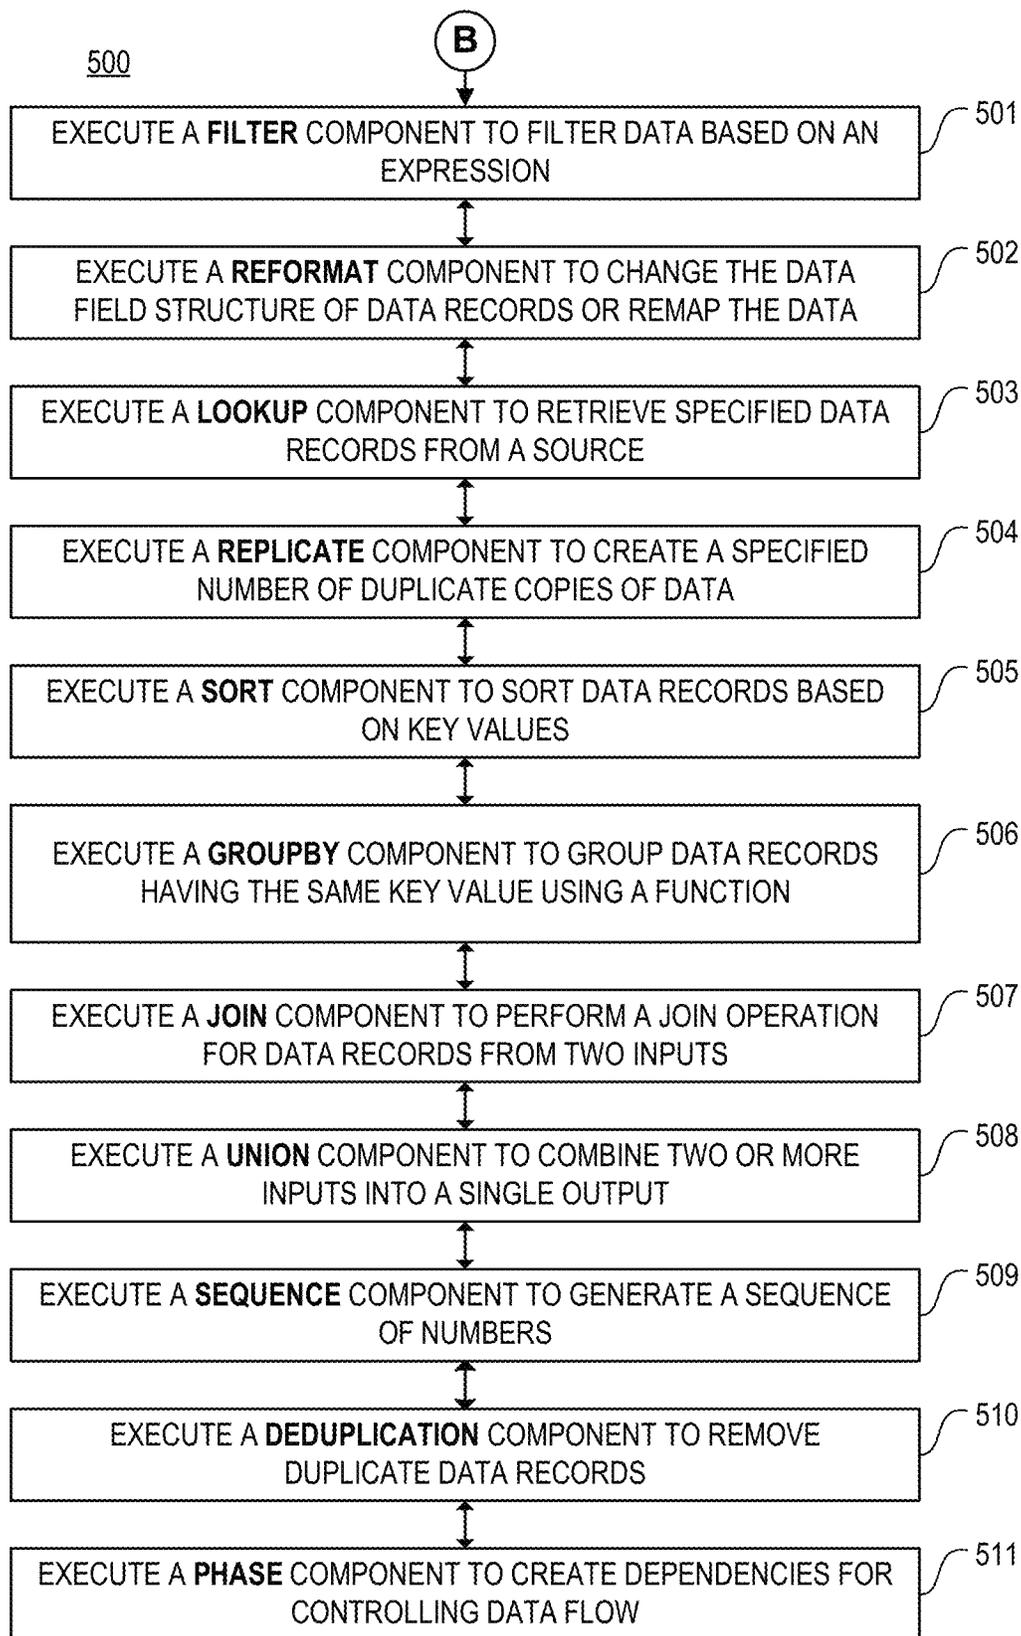 B
500
EXECUTE A FILTER COMPONENT TO FILTER DATA BASED ON AN
EXPRESSION
501
EXECUTE A REFORMAT COMPONENT TO CHANGE THE DATA
FIELD STRUCTURE OF DATA RECORDS OR REMAP THE DATA
502
EXECUTE A LOOKUP COMPONENT TO RETRIEVE SPECIFIED DATA
RECORDS FROM A SOURCE
503
EXECUTE A REPLICATE COMPONENT TO CREATE A SPECIFIED
NUMBER OF DUPLICATE COPIES OF DATA
504
EXECUTE A SORT COMPONENT TO SORT DATA RECORDS BASED
ON KEY VALUES
505
EXECUTE A GROUPBY COMPONENT TO GROUP DATA RECORDS
HAVING THE SAME KEY VALUE USING A FUNCTION
506
EXECUTE A JOIN COMPONENT TO PERFORM A JOIN OPERATION
FOR DATA RECORDS FROM TWO INPUTS
507
EXECUTE A UNION COMPONENT TO COMBINE TWO OR MORE
INPUTS INTO A SINGLE OUTPUT
508
EXECUTE A SEQUENCE COMPONENT TO GENERATE A SEQUENCE
OF NUMBERS
509
EXECUTE A DEDUPLICATION COMPONENT TO REMOVE
DUPLICATE DATA RECORDS
510
EXECUTE A PHASE COMPONENT TO CREATE DEPENDENCIES FOR
CONTROLLING DATA FLOW
511